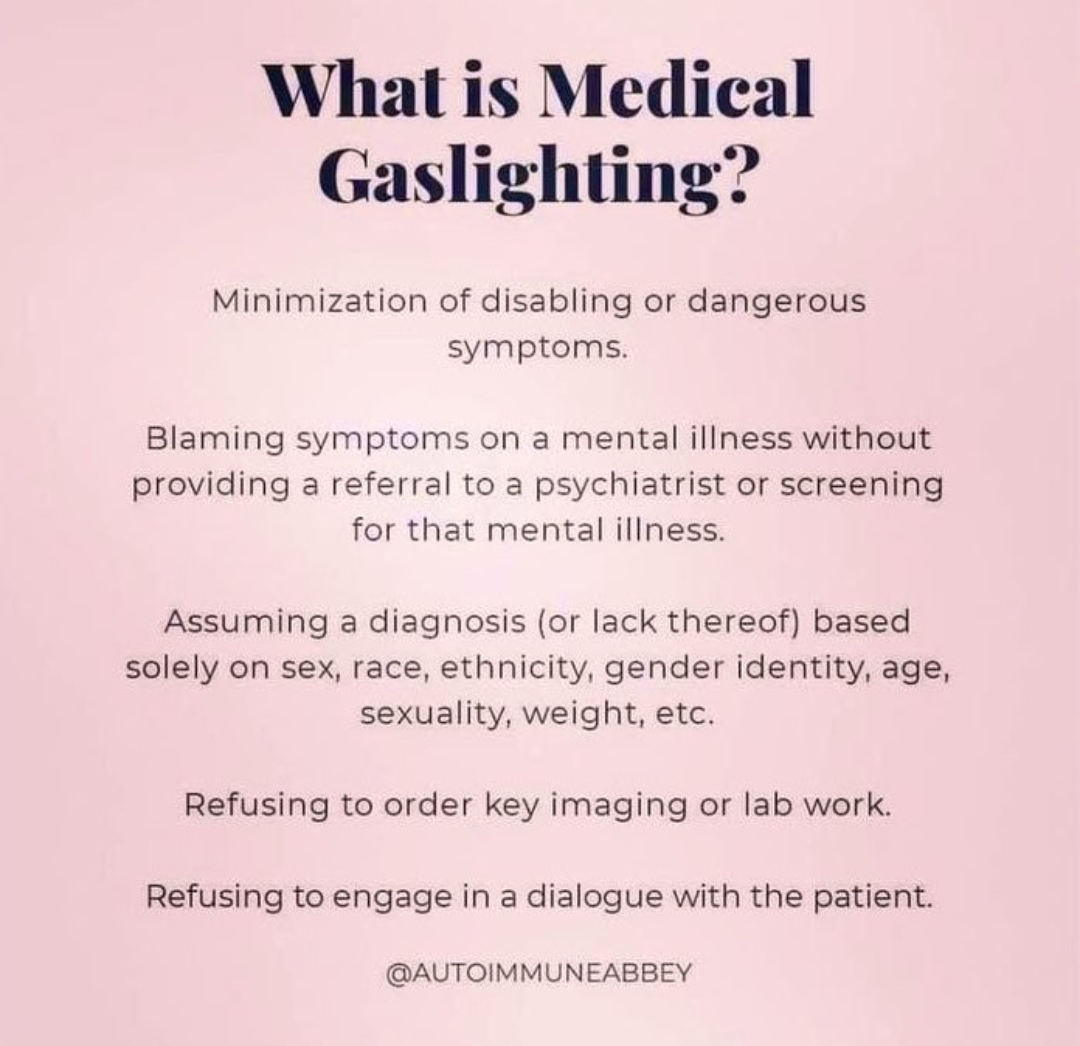 What is Medical
Gaslighting?
Minimization of disabling or dangerous
symptoms.
Blaming symptoms on a mental illness without
providing a referral to a psychiatrist or screening
for that mental illness.
Assuming a diagnosis (or lack thereof) based
solely on sex, race, ethnicity, gender identity, age,
sexuality, weight, etc.
Refusing to order key imaging or lab work.
Refusing to engage in a dialogue with the patient.
@AUTOIMMUNEABBEY